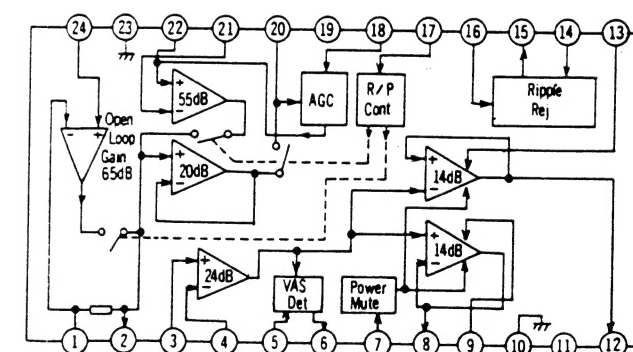 24 23 22 21 20 19 18 17 16 15 14 13
+
−
55dB
AGC
R/P
Cont
Ripple
Rej
− +
Open
Loop
Gain
65dB
+
−
20dB
+
−
14dB
+
−
24dB
VAS
Det
Power
Mute
+
−
14dB
1 2 3 4 5 6 7 8 9 10 11 12